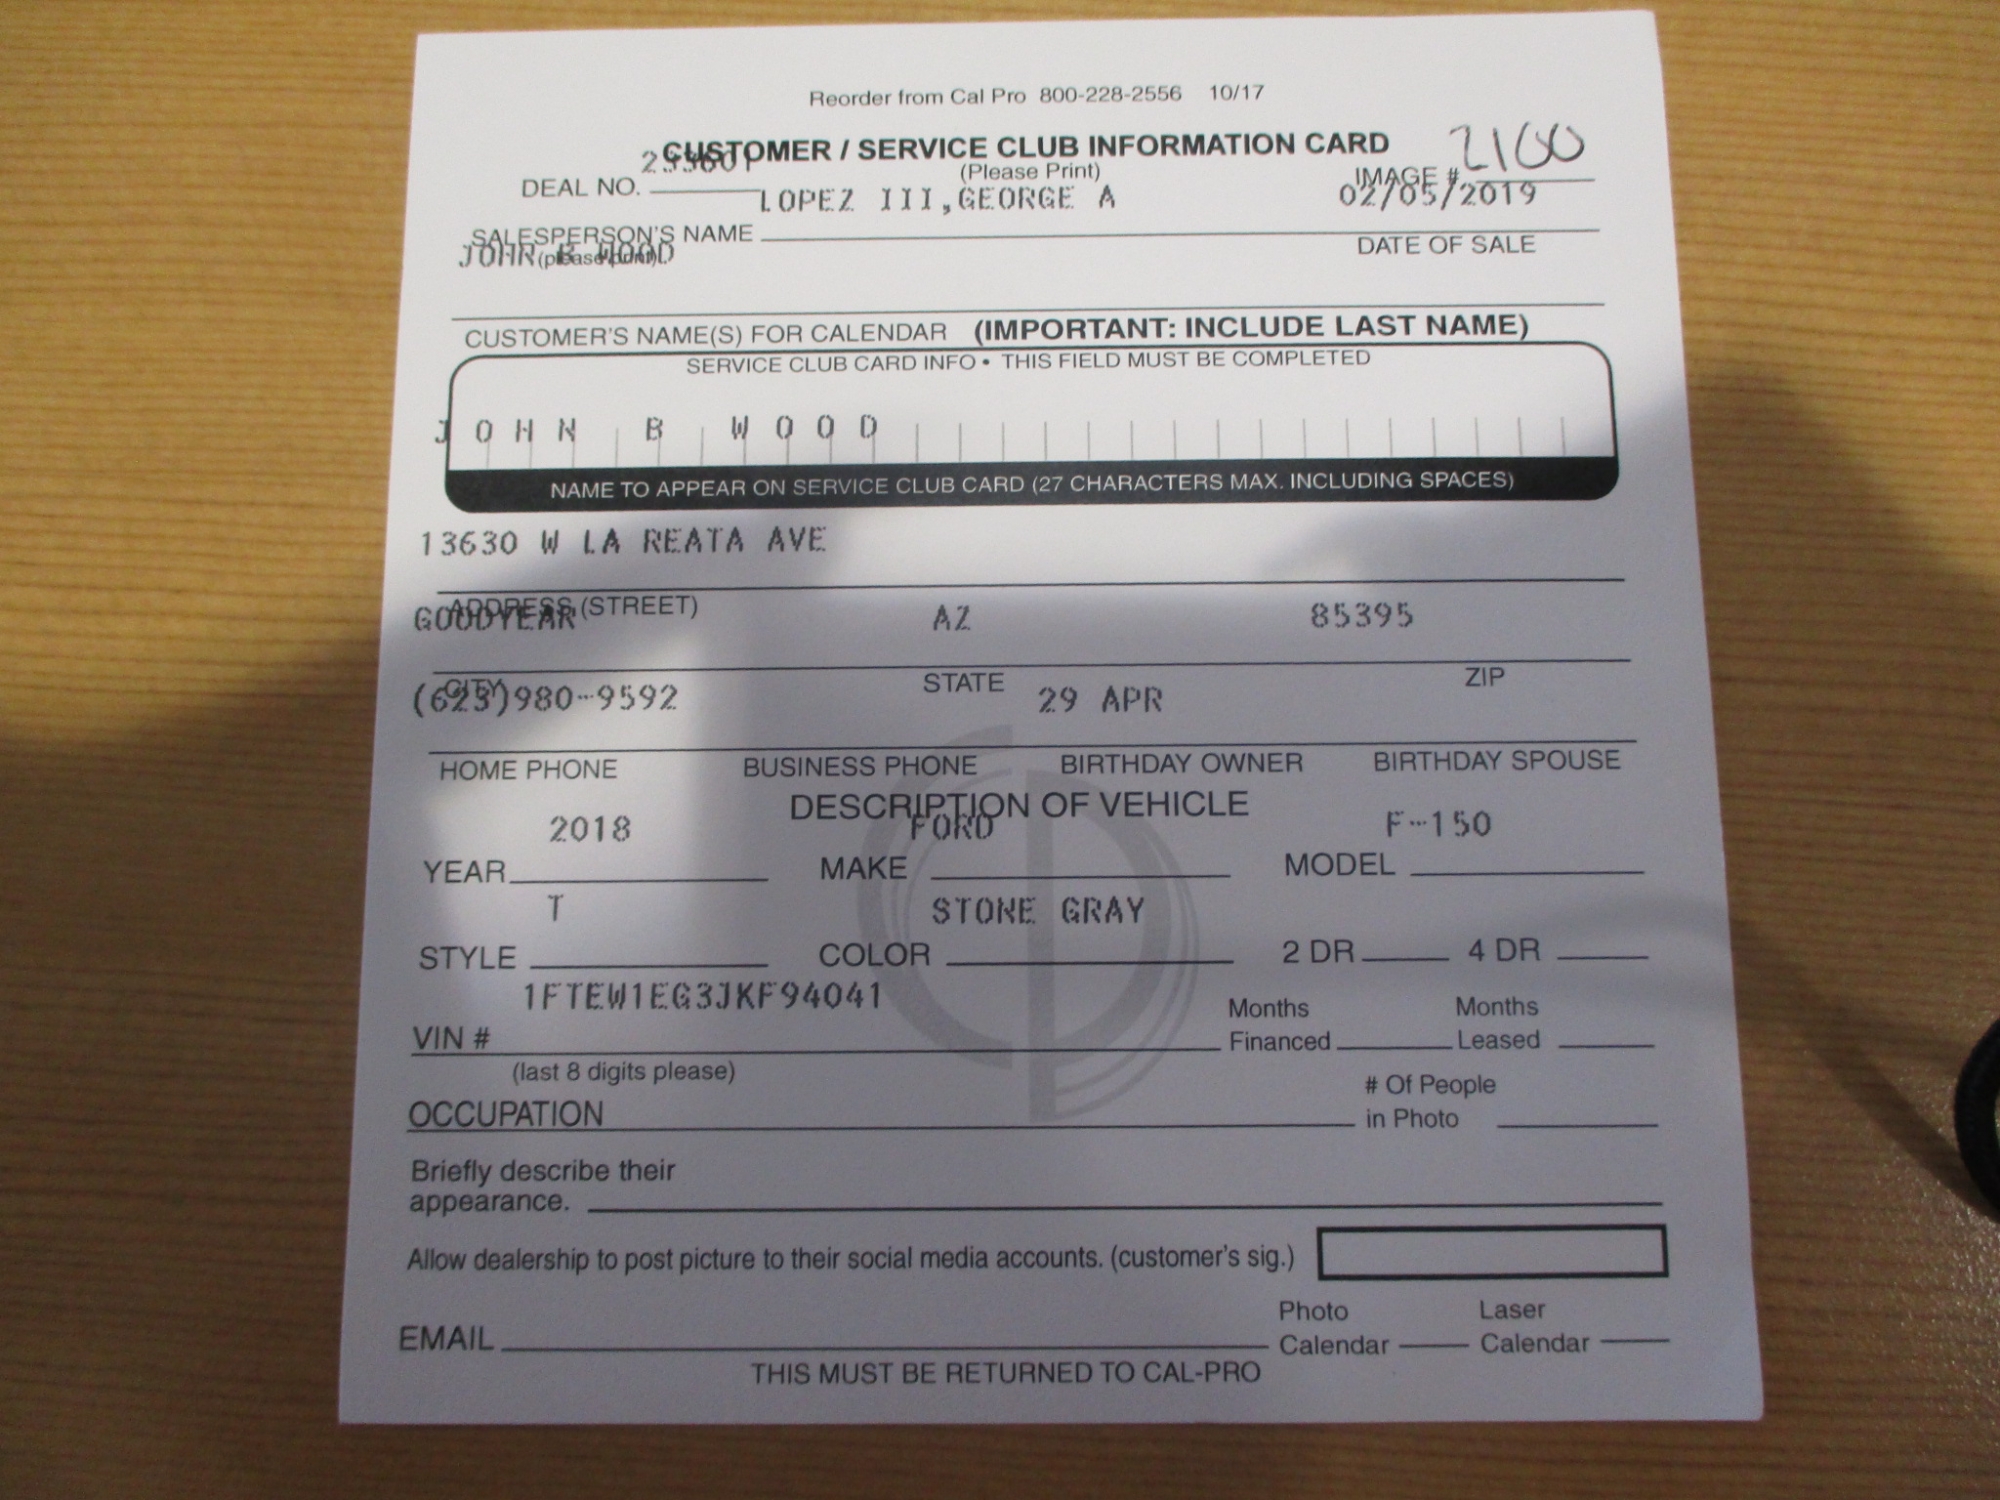 Reorder from Cal Pro 800-228-2556 10/17
CUSTOMER / SERVICE CLUB INFORMATION CARD 2100
(Please Print)
DEAL NO. IMAGE #
LOPEZ III,GEORGE A 02/05/2019
SALESPERSON'S NAME DATE OF SALE
JOHN B WOOD (please print)
CUSTOMER'S NAME(S) FOR CALENDAR (IMPORTANT: INCLUDE LAST NAME)
SERVICE CLUB CARD INFO • THIS FIELD MUST BE COMPLETED
JOHN B WOOD
NAME TO APPEAR ON SERVICE CLUB CARD (27 CHARACTERS MAX. INCLUDING SPACES)
13630 W LA REATA AVE
ADDRESS (STREET)
GOODYEAR AZ 85395
CITY STATE ZIP
(623)980-9592 29 APR
HOME PHONE BUSINESS PHONE BIRTHDAY OWNER BIRTHDAY SPOUSE
DESCRIPTION OF VEHICLE
2018 FORD F-150
YEAR MAKE MODEL
T STONE GRAY
STYLE COLOR 2 DR 4 DR
1FTEW1EG3JKF94041
Months Months
VIN # Financed Leased
(last 8 digits please)
# Of People
OCCUPATION in Photo
Briefly describe their
appearance.
Allow dealership to post picture to their social media accounts. (customer's sig.)
Photo Laser
EMAIL Calendar Calendar
THIS MUST BE RETURNED TO CAL-PRO